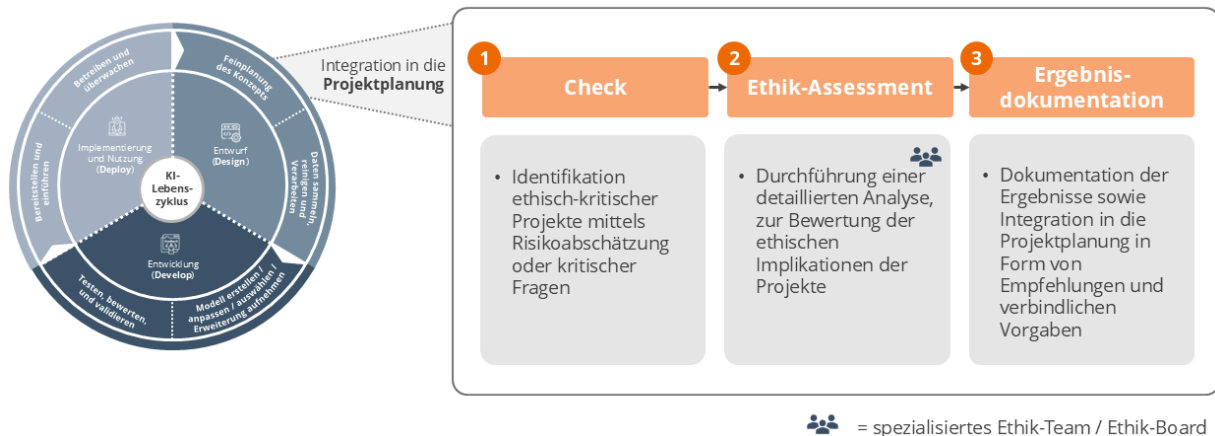 Betreiben und
überwachen
Feinplanung
des Konzepts
Daten sammeln,
reinigen und
Verarbeiten
Modell erstellen /
anpassen / auswählen /
Erweiterung aufnehmen
Testen, bewerten,
und validieren
Bereitstellen und
einführen
Implementierung
und Nutzung
(Deploy)
Entwurf
(Design)
KI-
Lebens-
zyklus
Entwicklung
(Develop)
Integration in die
Projektplanung
1
Check
• Identifikation
ethisch-kritischer
Projekte mittels
Risikoabschätzung
oder kritischer
Fragen
2
Ethik-Assessment
• Durchführung einer
detaillierten Analyse,
zur Bewertung der
ethischen
Implikationen der
Projekte
3
Ergebnis-
dokumentation
• Dokumentation der
Ergebnisse sowie
Integration in die
Projektplanung in
Form von
Empfehlungen und
verbindlichen
Vorgaben
= spezialisiertes Ethik-Team / Ethik-Board